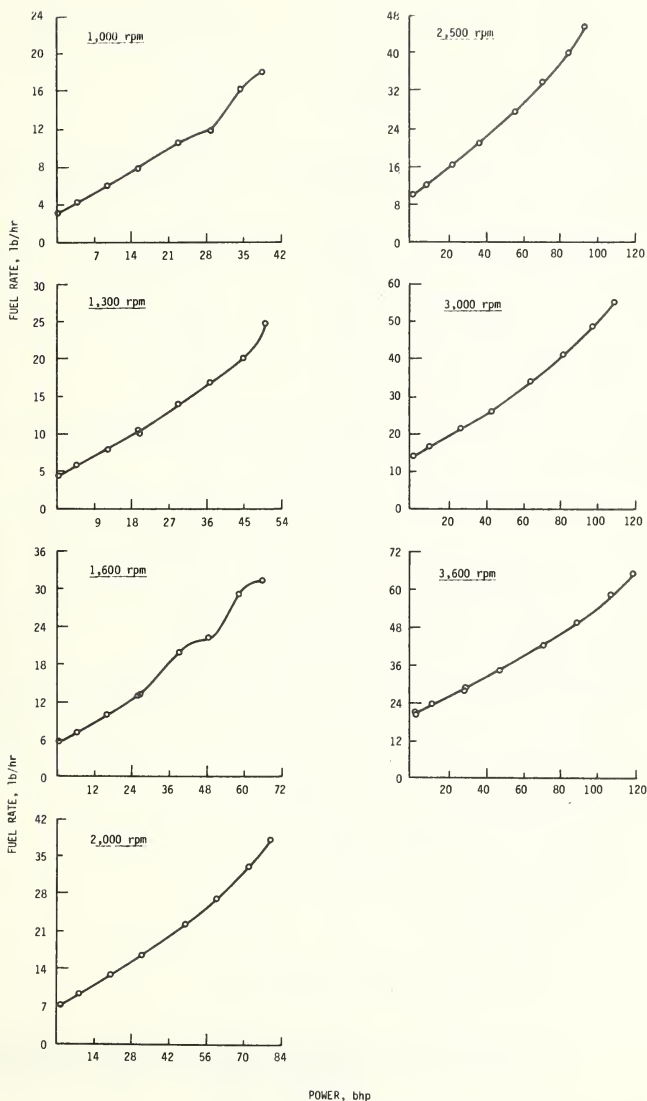 1,000 rpm
24
20
16
12
8
4
0
7 14 21 28 35 42
2,500 rpm
48
40
32
24
16
8
0
20 40 60 80 100 120
FUEL RATE, lb/hr
1,300 rpm
30
25
20
15
10
5
0
9 18 27 36 45 54
3,000 rpm
60
50
40
30
20
10
0
20 40 60 80 100 120
1,600 rpm
36
30
24
18
12
6
0
12 24 36 48 60 72
3,600 rpm
72
60
48
36
24
12
0
20 40 60 80 100 120
FUEL RATE, lb/hr
2,000 rpm
42
35
28
21
14
7
0
14 28 42 56 70 84
POWER, bhp